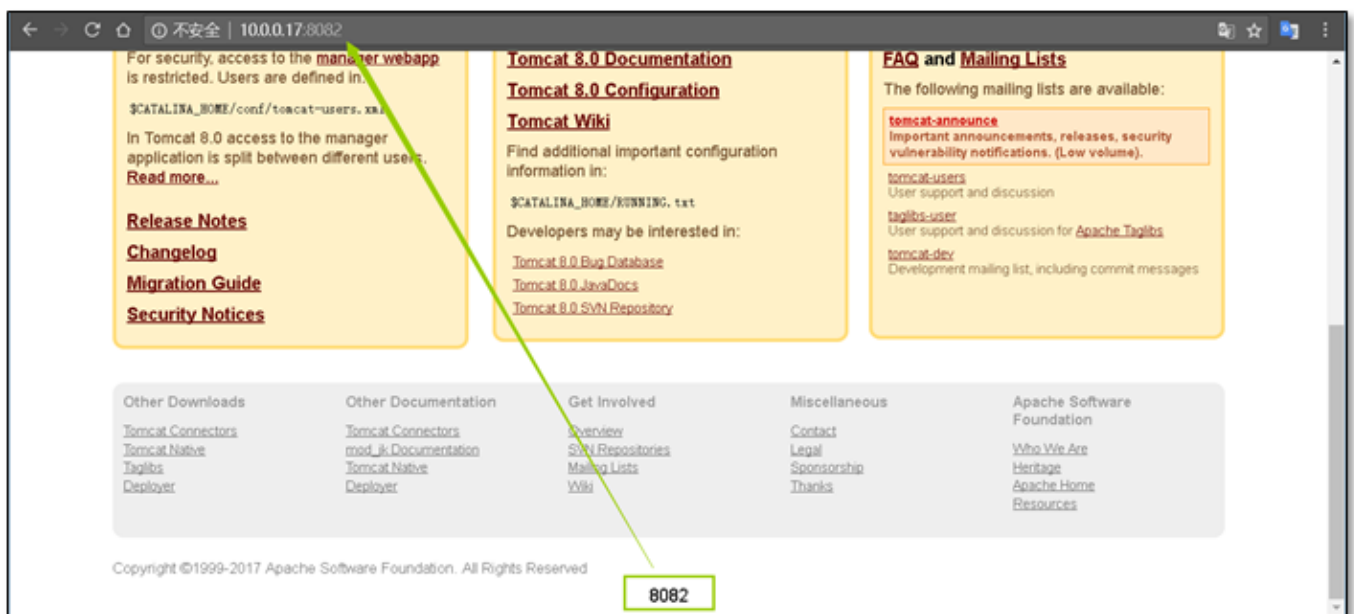 不安全 | 10.0.0.17:8082
For security, access to the manager webapp
is restricted. Users are defined in:
$CATALINA_HOME/conf/tomcat-users.xml
In Tomcat 8.0 access to the manager
application is split between different users.
Read more...
Release Notes
Changelog
Migration Guide
Security Notices
Tomcat 8.0 Documentation
Tomcat 8.0 Configuration
Tomcat Wiki
Find additional important configuration
information in:
$CATALINA_HOME/RUNNING.txt
Developers may be interested in:
Tomcat 8.0 Bug Database
Tomcat 8.0 JavaDocs
Tomcat 8.0 SVN Repository
FAQ and Mailing Lists
The following mailing lists are available:
tomcat-announce
Important announcements, releases, security
vulnerability notifications. (Low volume).
tomcat-users
User support and discussion
taglibs-user
User support and discussion for Apache Taglibs
tomcat-dev
Development mailing list, including commit messages
Other Downloads
Tomcat Connectors
Tomcat Native
Taglibs
Deployer
Other Documentation
Tomcat Connectors
mod_jk Documentation
Tomcat Native
Deployer
Get Involved
Overview
SVN Repositories
Mailing Lists
Wiki
Miscellaneous
Contact
Legal
Sponsorship
Thanks
Apache Software
Foundation
Who We Are
Heritage
Apache Home
Resources
Copyright ©1999-2017 Apache Software Foundation. All Rights Reserved
8082